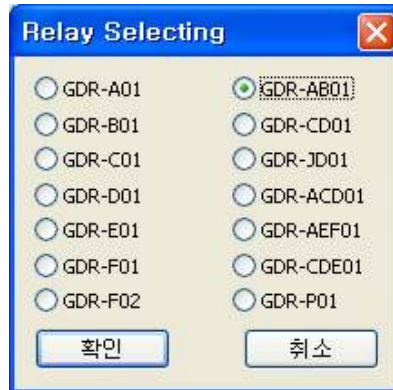 Relay Selecting
GDR-A01 GDR-AB01
GDR-B01 GDR-CD01
GDR-C01 GDR-JD01
GDR-D01 GDR-ACD01
GDR-E01 GDR-AEF01
GDR-F01 GDR-CDE01
GDR-F02 GDR-P01
확인 취소